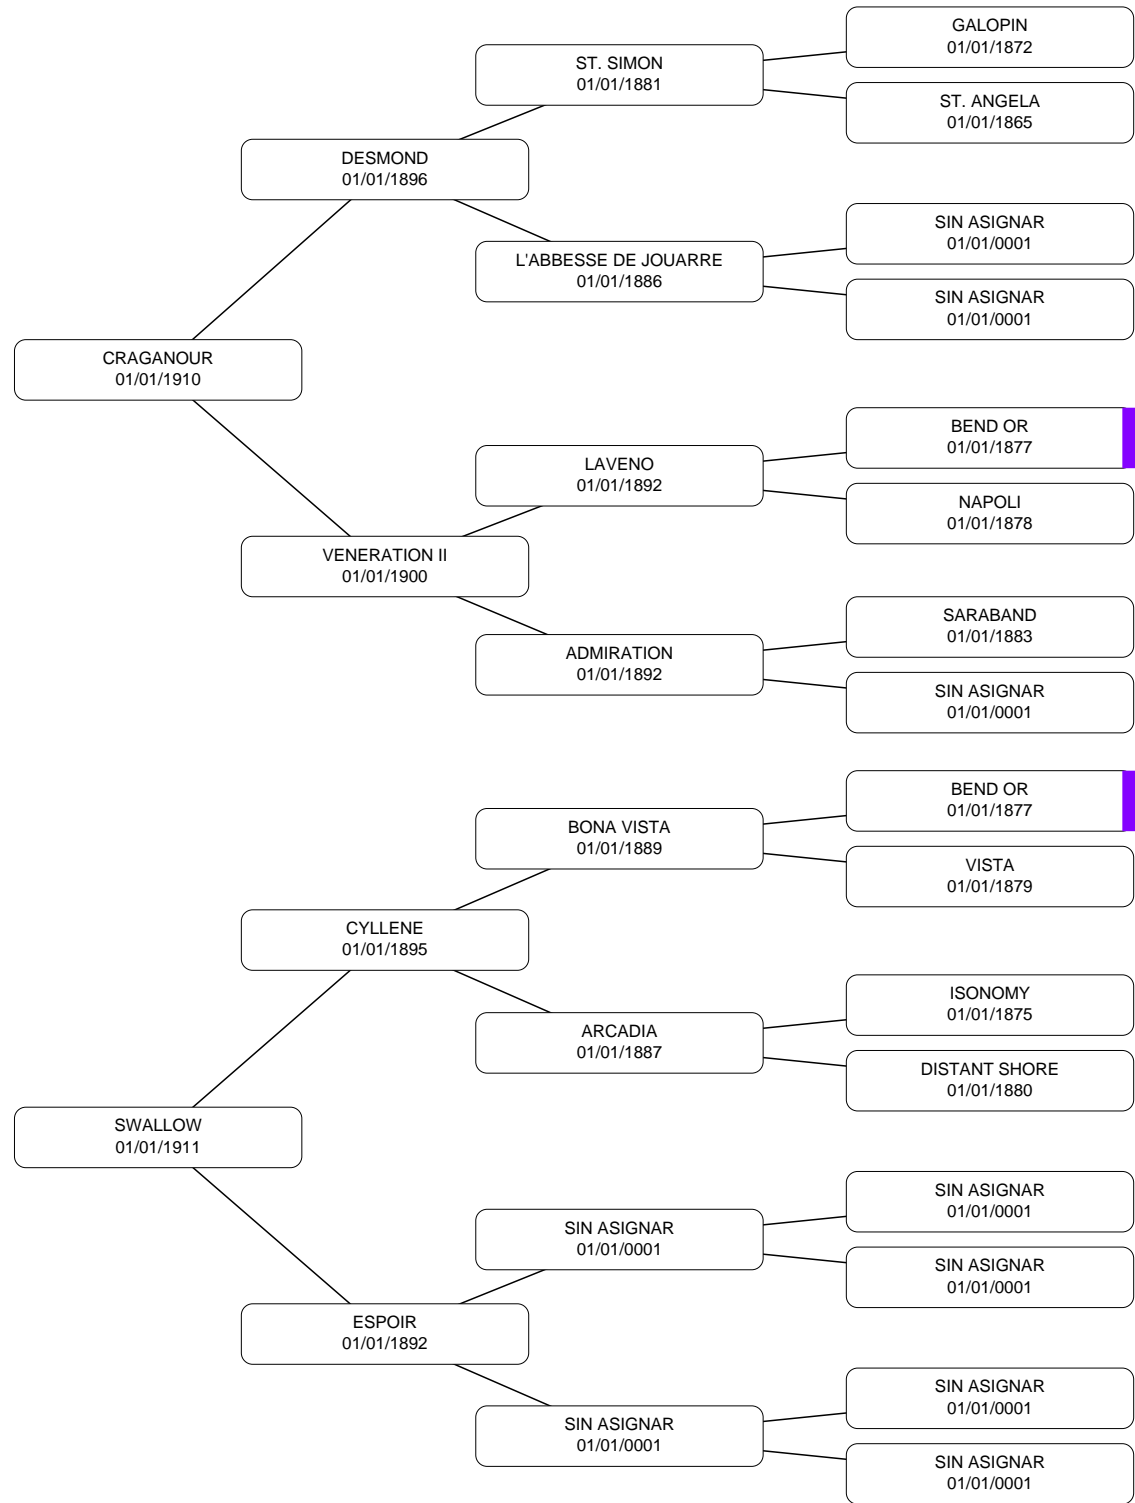 GALOPIN
01/01/1872
ST. SIMON
01/01/1881
ST. ANGELA
01/01/1865
DESMOND
01/01/1896
SIN ASIGNAR
01/01/0001
L'ABBESSE DE JOUARRE
01/01/1886
SIN ASIGNAR
01/01/0001
CRAGANOUR
01/01/1910
BEND OR
01/01/1877
LAVENO
01/01/1892
NAPOLI
01/01/1878
VENERATION II
01/01/1900
SARABAND
01/01/1883
ADMIRATION
01/01/1892
SIN ASIGNAR
01/01/0001
BEND OR
01/01/1877
BONA VISTA
01/01/1889
VISTA
01/01/1879
CYLLENE
01/01/1895
ISONOMY
01/01/1875
ARCADIA
01/01/1887
DISTANT SHORE
01/01/1880
SWALLOW
01/01/1911
SIN ASIGNAR
01/01/0001
SIN ASIGNAR
01/01/0001
SIN ASIGNAR
01/01/0001
ESPOIR
01/01/1892
SIN ASIGNAR
01/01/0001
SIN ASIGNAR
01/01/0001
SIN ASIGNAR
01/01/0001